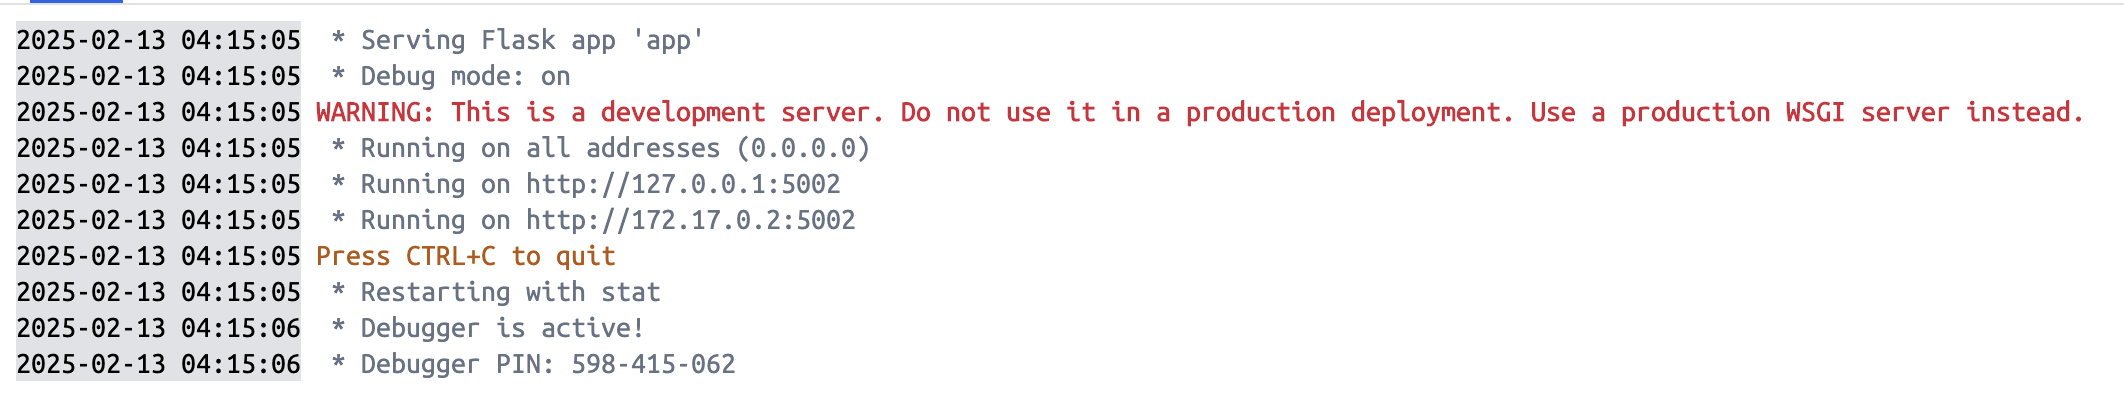 2025-02-13 04:15:05  * Serving Flask app 'app'
2025-02-13 04:15:05  * Debug mode: on
2025-02-13 04:15:05 WARNING: This is a development server. Do not use it in a production deployment. Use a production WSGI server instead.
2025-02-13 04:15:05  * Running on all addresses (0.0.0.0)
2025-02-13 04:15:05  * Running on http://127.0.0.1:5002
2025-02-13 04:15:05  * Running on http://172.17.0.2:5002
2025-02-13 04:15:05 Press CTRL+C to quit
2025-02-13 04:15:05  * Restarting with stat
2025-02-13 04:15:06  * Debugger is active!
2025-02-13 04:15:06  * Debugger PIN: 598-415-062